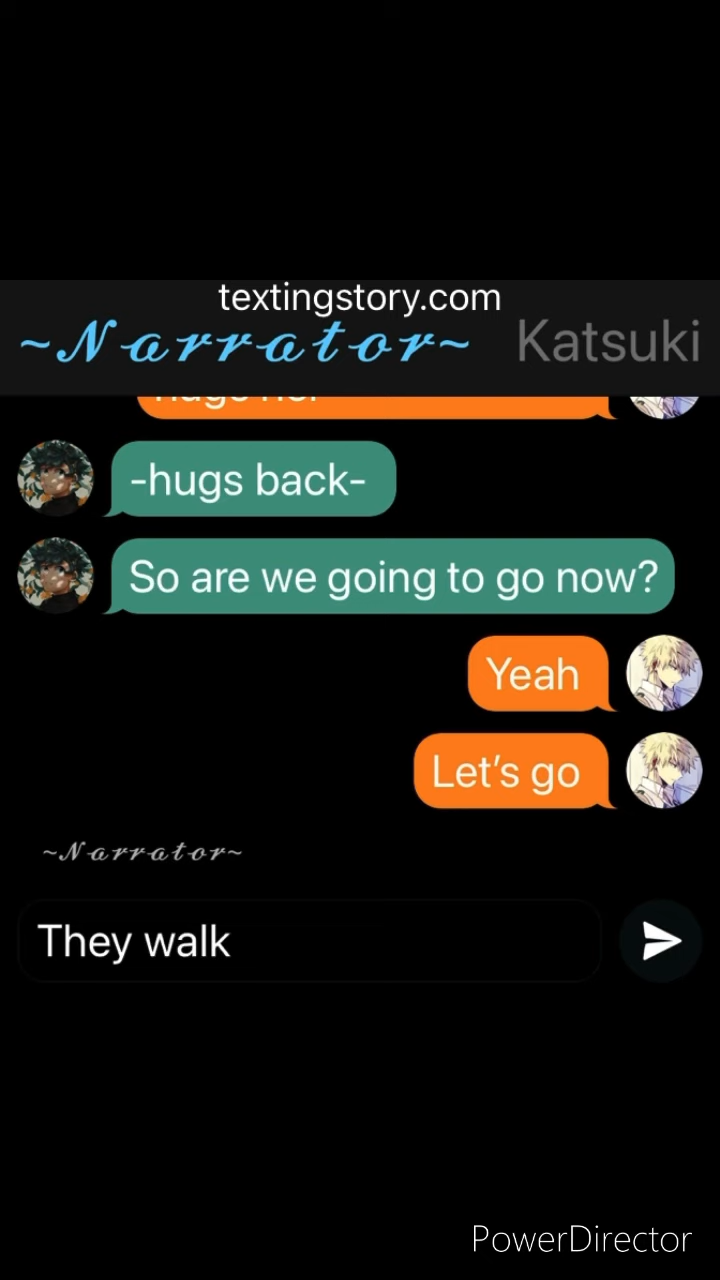 textingstory.com
~Narrator~ Katsuki
-hugs back-
So are we going to go now?
Yeah
Let's go
~Narrator~
They walk
PowerDirector